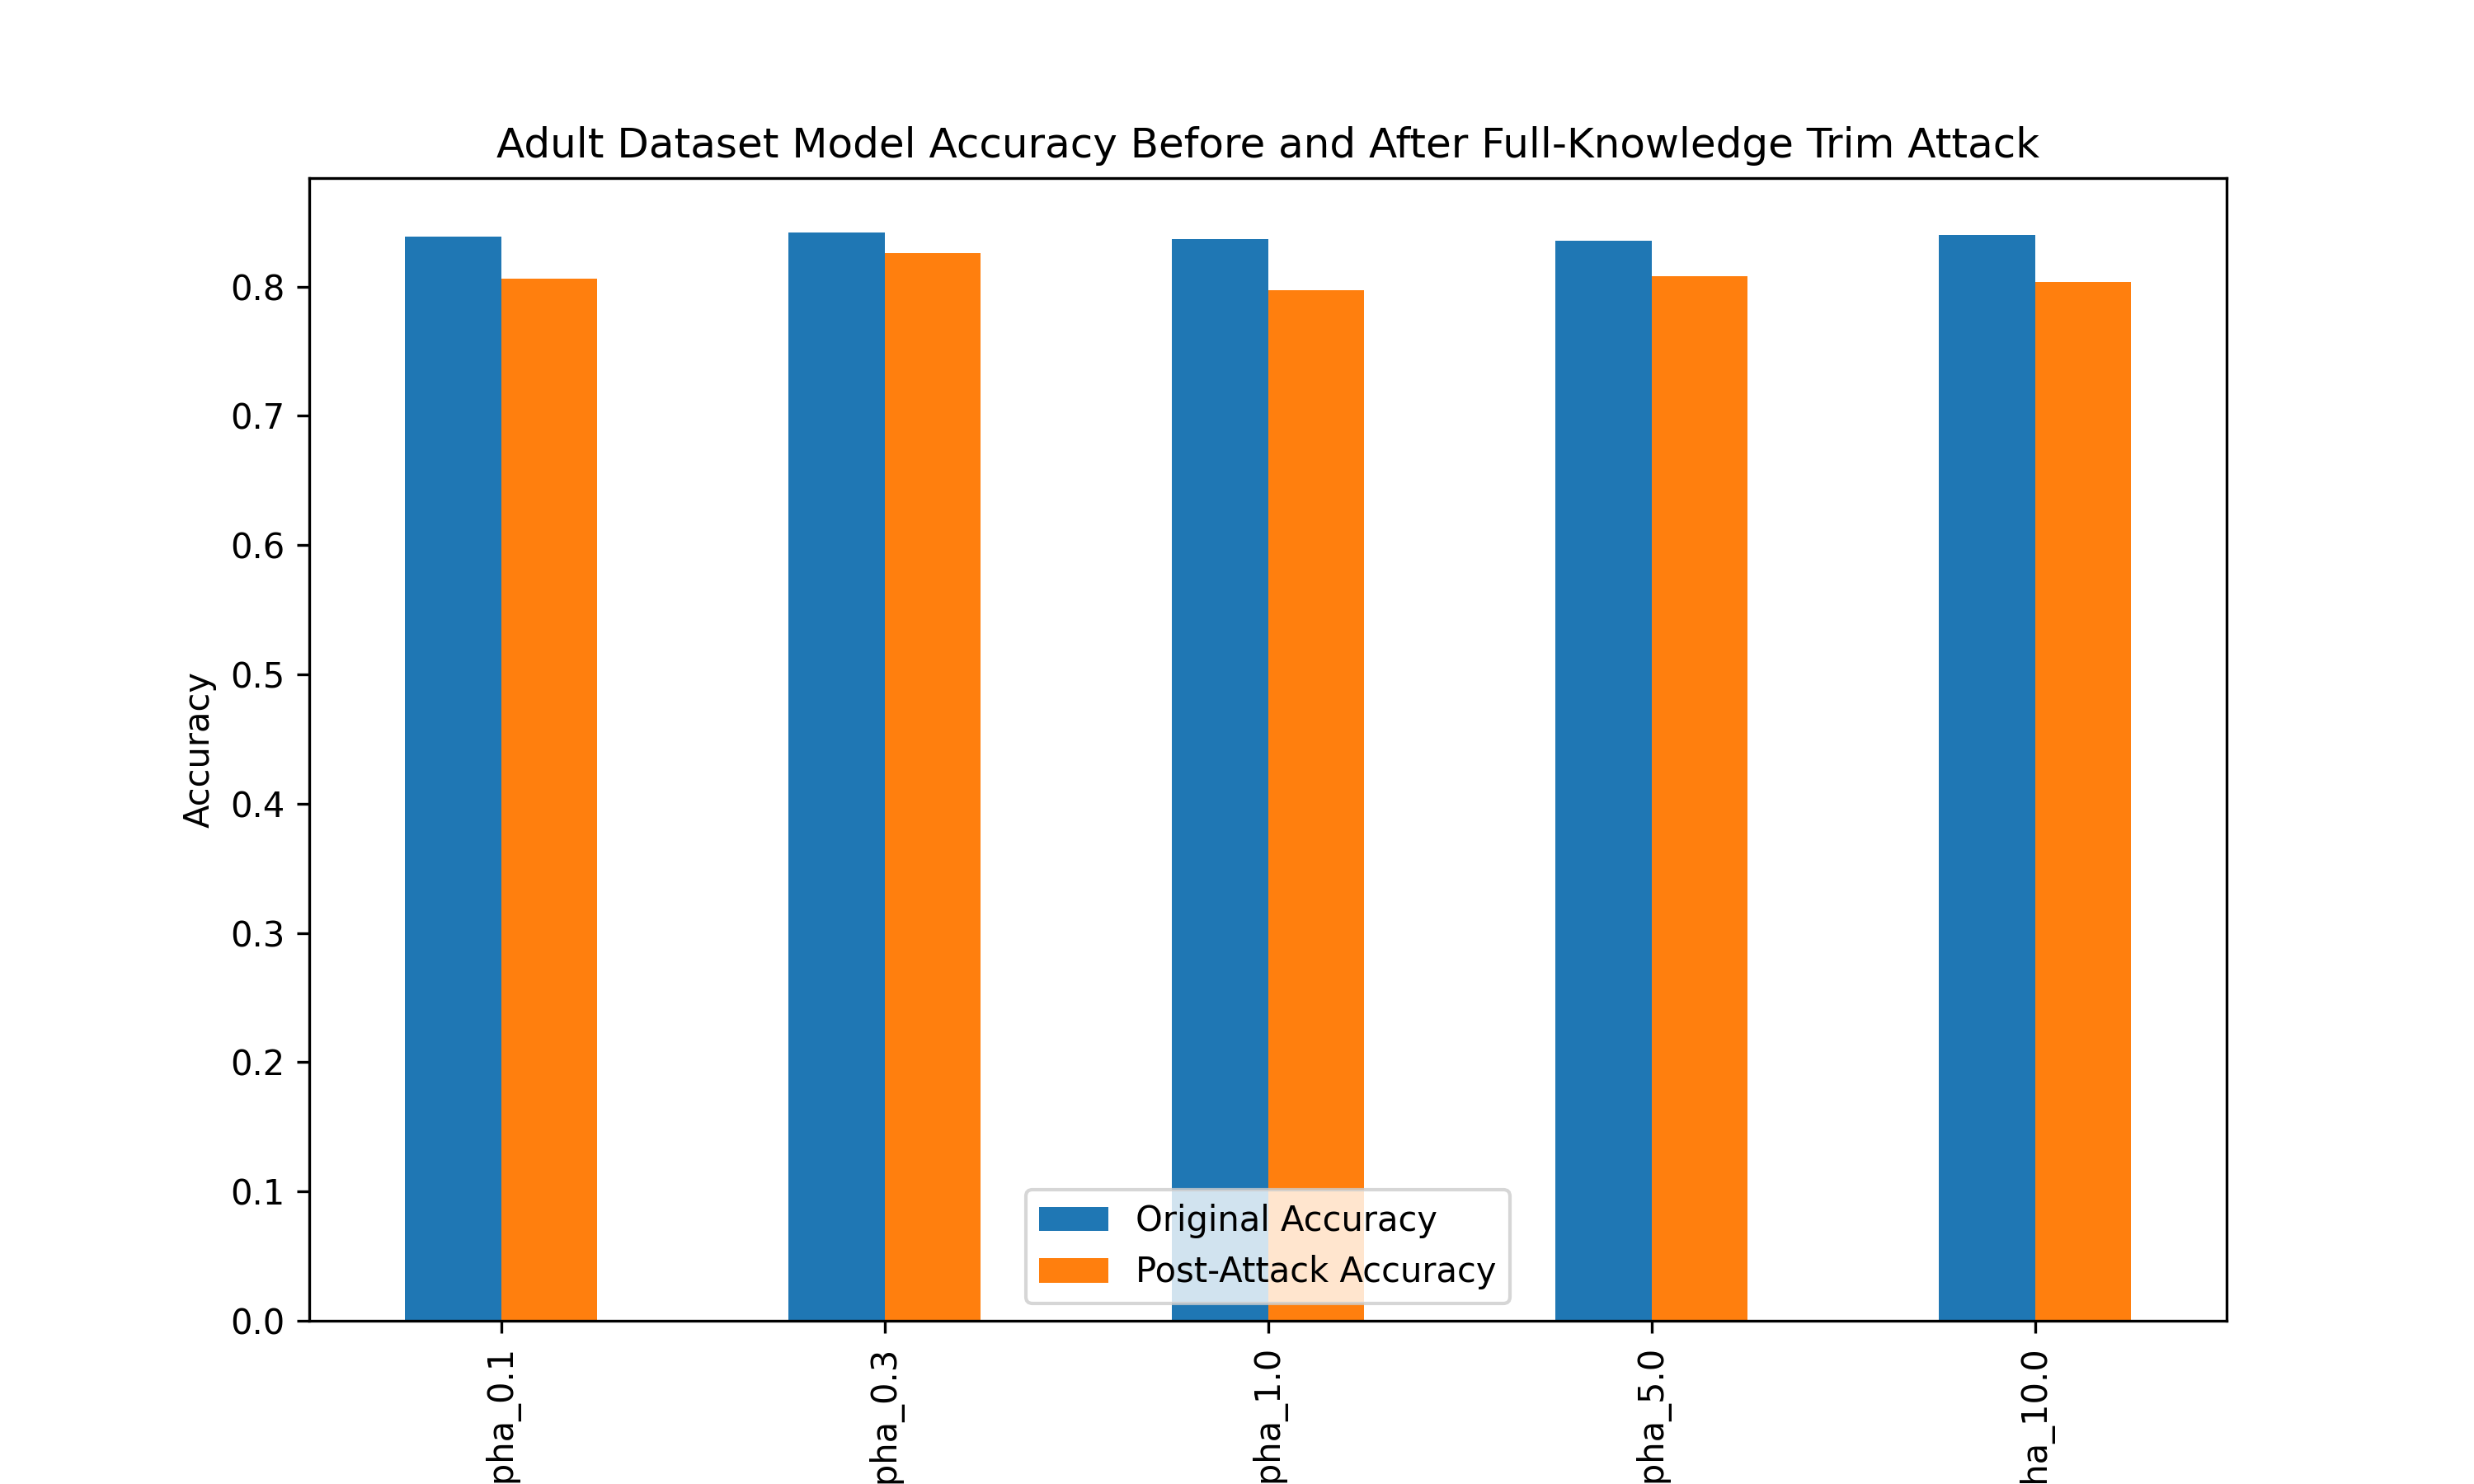 Adult Dataset Model Accuracy Before and After Full-Knowledge Trim Attack
Accuracy
0.8
0.7
0.6
0.5
0.4
0.3
0.2
0.1
0.0
Original Accuracy
Post-Attack Accuracy
pha_0.1
pha_0.3
pha_1.0
pha_5.0
ha_10.0